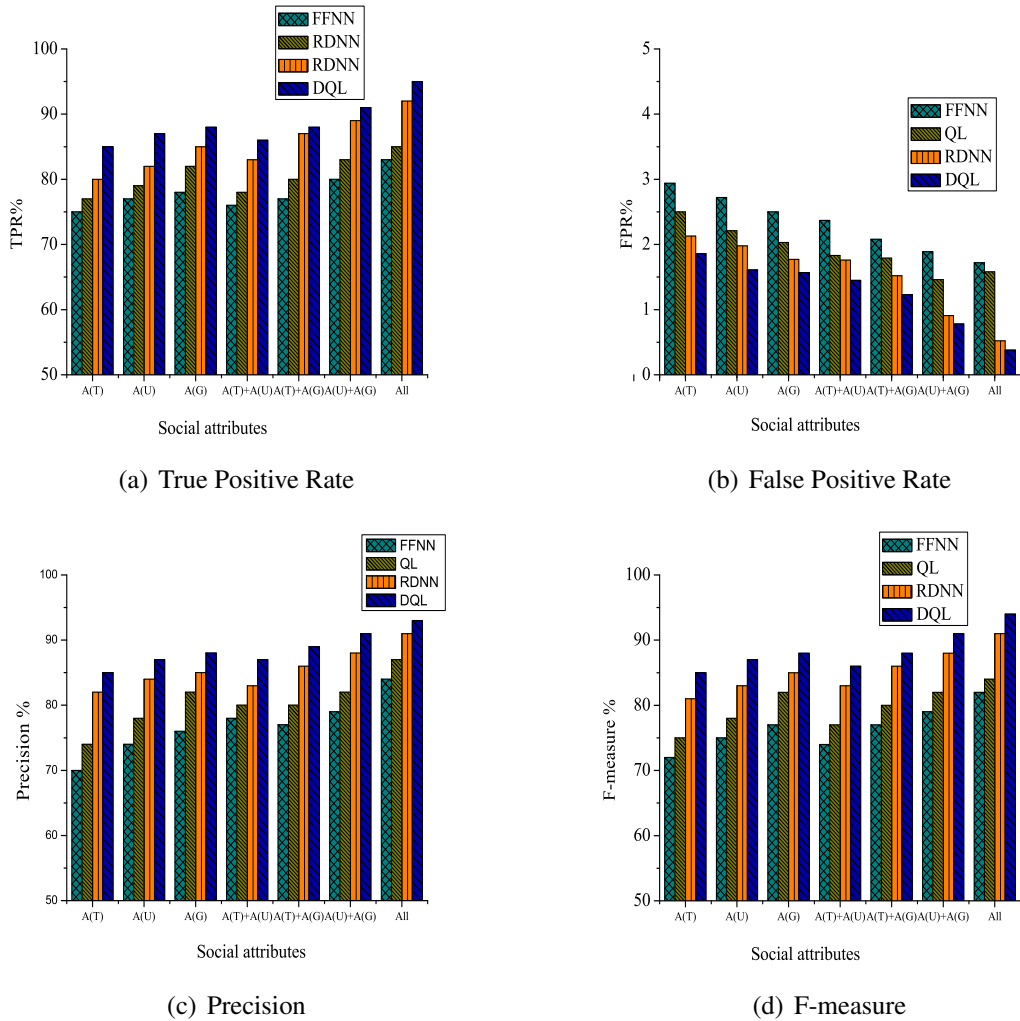 FFNN
RDNN
RDNN
DQL
100
90
80
70
60
50
TPR%
A(T) A(U) A(G) A(T)+A(U) A(T)+A(G) A(U)+A(G) All
Social attributes
(a) True Positive Rate
FFNN
QL
RDNN
DQL
5
4
3
2
1
0
FPR%
A(T) A(U) A(G) A(T)+A(U) A(T)+A(G) A(U)+A(G) All
Social attributes
(b) False Positive Rate
FFNN
QL
RDNN
DQL
100
90
80
70
60
50
Precision %
A(T) A(U) A(G) A(T)+A(U) A(T)+A(G) A(U)+A(G) All
Social attributes
(c) Precision
FFNN
QL
RDNN
DQL
100
90
80
70
60
50
F-measure %
A(T) A(U) A(G) A(T)+A(U) A(T)+A(G) A(U)+A(G) All
Social attributes
(d) F-measure